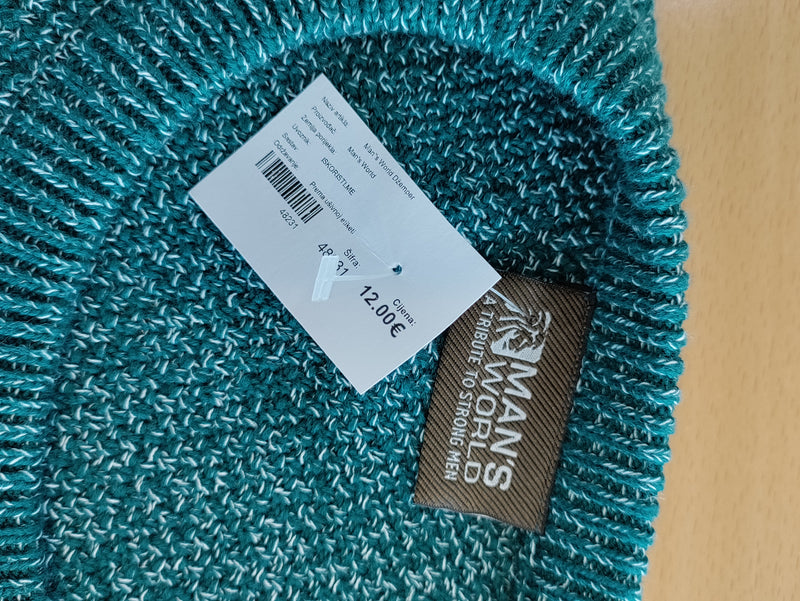 Naziv artikla: Man's World Džemper
Proizvođač: Man's World
Zemlja porijekla:
Uvoznik: ISKORISTI.ME
Sastav:
Održavanje: Prema ušivnoj etiketi
48231
Šifra:
48231
Cijena:
12.00€
MAN'S
WORLD
A TRIBUTE TO STRONG MEN